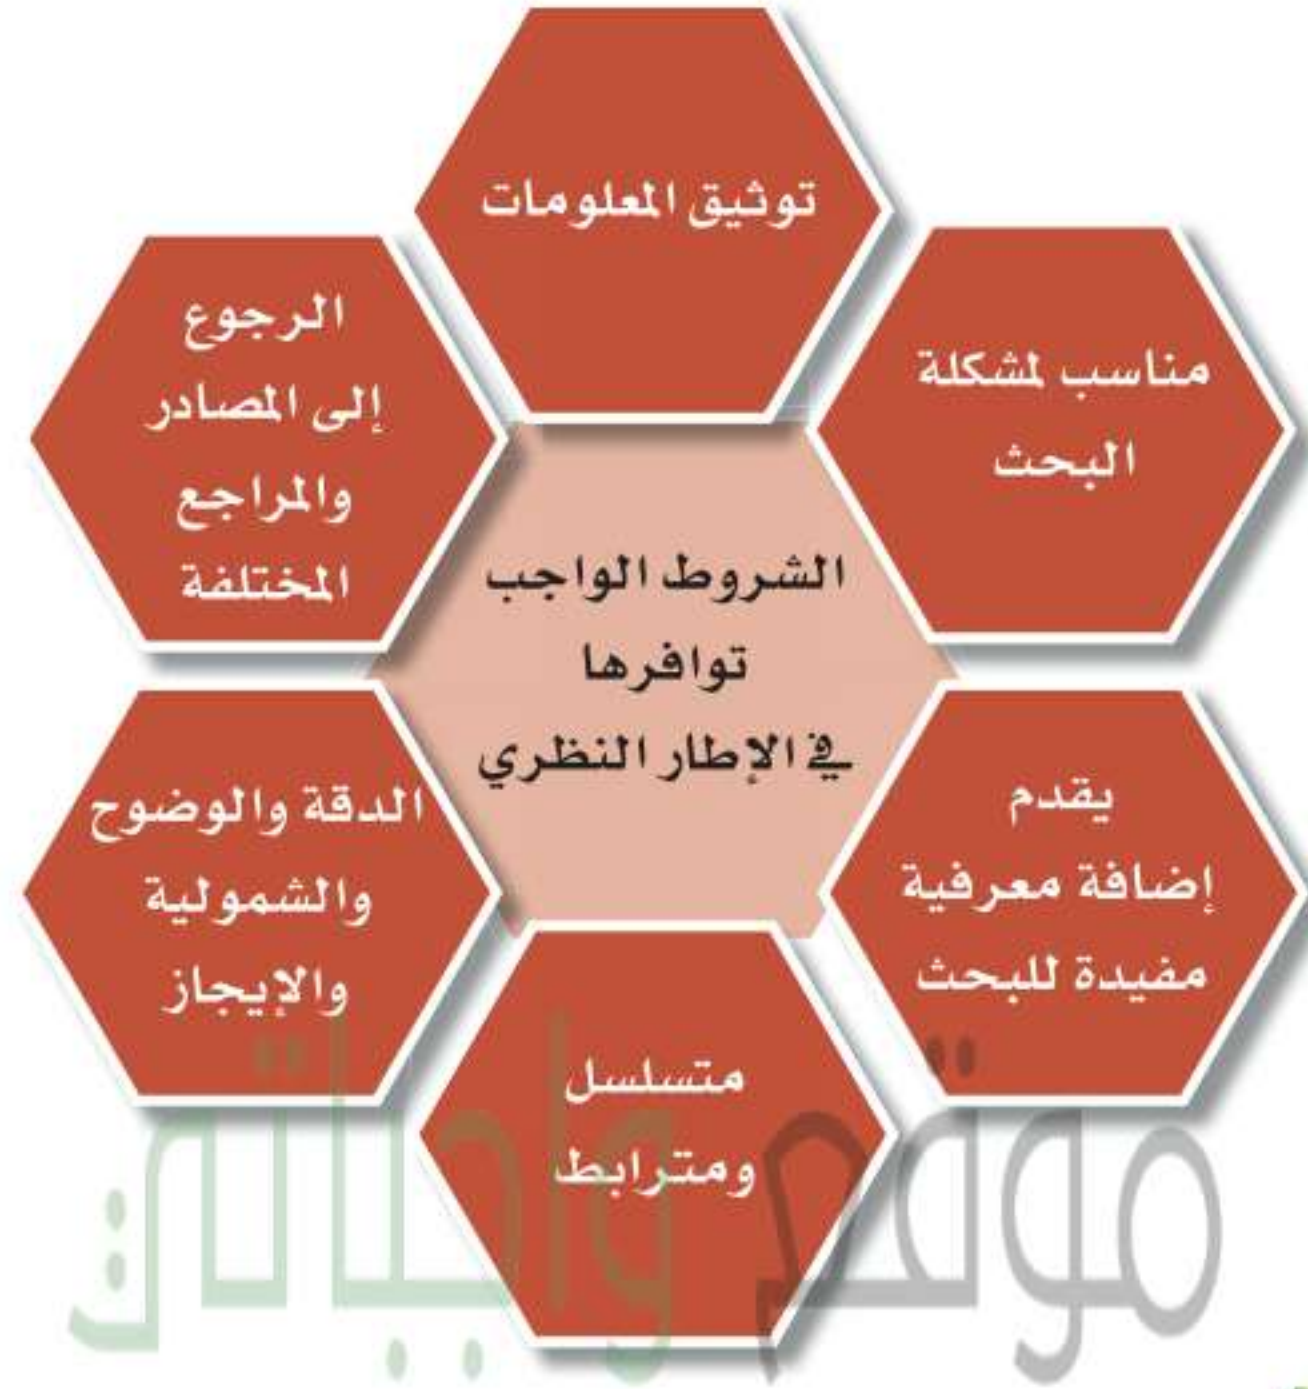 توثيق المعلومات
مناسب لمشكلة
البحث
الرجوع
إلى المصادر
والمراجع
المختلفة
الشروط الواجب
توافرها
في الإطار النظري
يقدم
إضافة معرفية
مفيدة للبحث
الدقة والوضوح
والشمولية
والإيجاز
متسلسل
ومترابط
موقع واجباتي